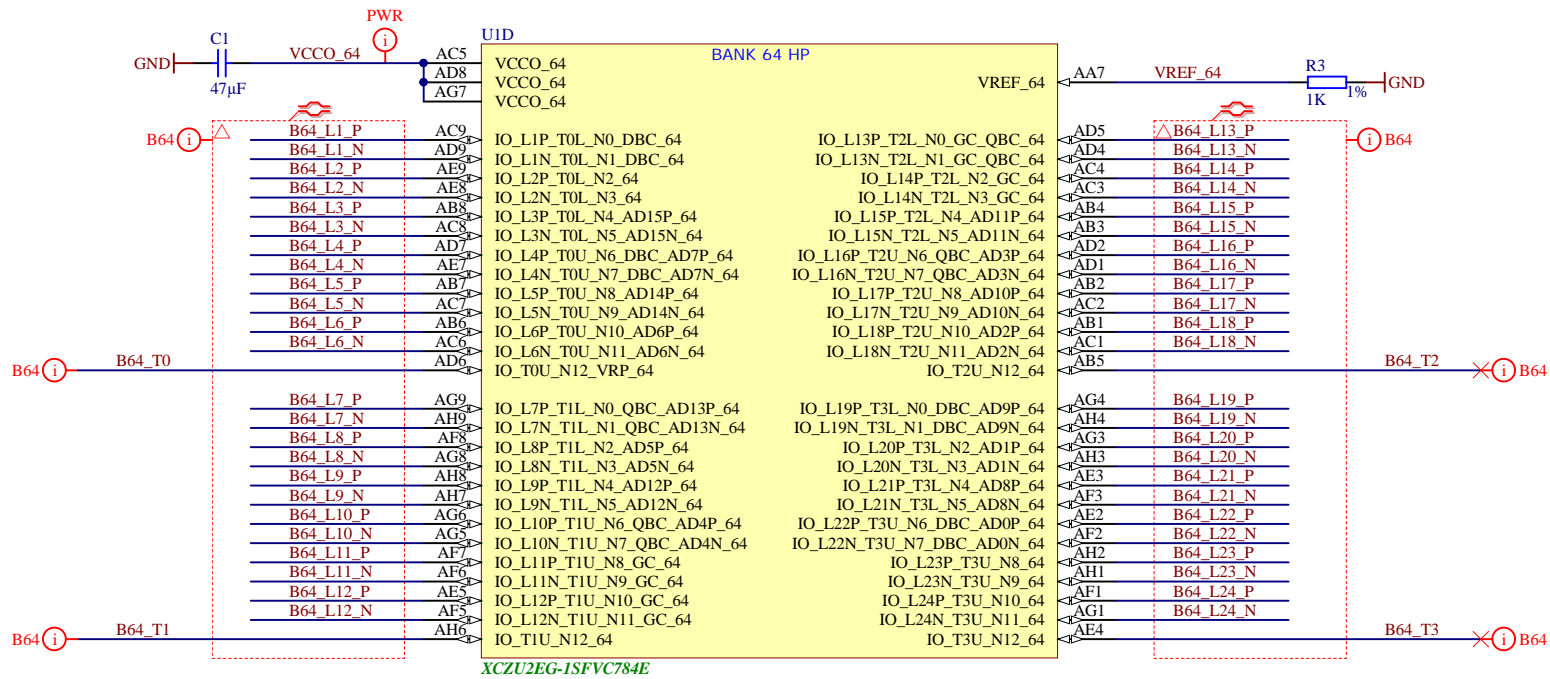 PWR
i
U1D
C1
47µF
GND
VCCO_64
BANK 64 HP
AC5 VCCO_64
AD8 VCCO_64
AG7 VCCO_64
VREF_64 AA7 VREF_64
R3
1K
1%
GND
B64 i B64_L1_P AC9 IO_L1P_T0L_N0_DBC_64
B64_L1_N AD9 IO_L1N_T0L_N1_DBC_64
B64_L2_P AE9 IO_L2P_T0L_N2_64
B64_L2_N AE8 IO_L2N_T0L_N3_64
B64_L3_P AB8 IO_L3P_T0L_N4_AD15P_64
B64_L3_N AC8 IO_L3N_T0L_N5_AD15N_64
B64_L4_P AD7 IO_L4P_T0U_N6_DBC_AD7P_64
B64_L4_N AE7 IO_L4N_T0U_N7_DBC_AD7N_64
B64_L5_P AB7 IO_L5P_T0U_N8_AD14P_64
B64_L5_N AC7 IO_L5N_T0U_N9_AD14N_64
B64_L6_P AB6 IO_L6P_T0U_N10_AD6P_64
B64_L6_N AC6 IO_L6N_T0U_N11_AD6N_64
B64 i B64_T0 AD6 IO_T0U_N12_VRP_64
B64_L7_P AG9 IO_L7P_T1L_N0_QBC_AD13P_64
B64_L7_N AH9 IO_L7N_T1L_N1_QBC_AD13N_64
B64_L8_P AF8 IO_L8P_T1L_N2_AD5P_64
B64_L8_N AG8 IO_L8N_T1L_N3_AD5N_64
B64_L9_P AH8 IO_L9P_T1L_N4_AD12P_64
B64_L9_N AH7 IO_L9N_T1L_N5_AD12N_64
B64_L10_P AG6 IO_L10P_T1U_N6_QBC_AD4P_64
B64_L10_N AG5 IO_L10N_T1U_N7_QBC_AD4N_64
B64_L11_P AF7 IO_L11P_T1U_N8_GC_64
B64_L11_N AF6 IO_L11N_T1U_N9_GC_64
B64_L12_P AE5 IO_L12P_T1U_N10_GC_64
B64_L12_N AF5 IO_L12N_T1U_N11_GC_64
B64 i B64_T1 AH6 IO_T1U_N12_64
IO_L13P_T2L_N0_GC_QBC_64 AD5 B64_L13_P i B64
IO_L13N_T2L_N1_GC_QBC_64 AD4 B64_L13_N
IO_L14P_T2L_N2_GC_64 AC4 B64_L14_P
IO_L14N_T2L_N3_GC_64 AC3 B64_L14_N
IO_L15P_T2L_N4_AD11P_64 AB4 B64_L15_P
IO_L15N_T2L_N5_AD11N_64 AB3 B64_L15_N
IO_L16P_T2U_N6_QBC_AD3P_64 AD2 B64_L16_P
IO_L16N_T2U_N7_QBC_AD3N_64 AD1 B64_L16_N
IO_L17P_T2U_N8_AD10P_64 AB2 B64_L17_P
IO_L17N_T2U_N9_AD10N_64 AC2 B64_L17_N
IO_L18P_T2U_N10_AD2P_64 AB1 B64_L18_P
IO_L18N_T2U_N11_AD2N_64 AC1 B64_L18_N
IO_T2U_N12_64 AB5 B64_T2 i B64
IO_L19P_T3L_N0_DBC_AD9P_64 AG4 B64_L19_P
IO_L19N_T3L_N1_DBC_AD9N_64 AH4 B64_L19_N
IO_L20P_T3L_N2_AD1P_64 AG3 B64_L20_P
IO_L20N_T3L_N3_AD1N_64 AH3 B64_L20_N
IO_L21P_T3L_N4_AD8P_64 AE3 B64_L21_P
IO_L21N_T3L_N5_AD8N_64 AF3 B64_L21_N
IO_L22P_T3U_N6_DBC_AD0P_64 AE2 B64_L22_P
IO_L22N_T3U_N7_DBC_AD0N_64 AF2 B64_L22_N
IO_L23P_T3U_N8_64 AH2 B64_L23_P
IO_L23N_T3U_N9_64 AH1 B64_L23_N
IO_L24P_T3U_N10_64 AF1 B64_L24_P
IO_L24N_T3U_N11_64 AG1 B64_L24_N
IO_T3U_N12_64 AE4 B64_T3 i B64
XCZU2EG-1SFVC784E